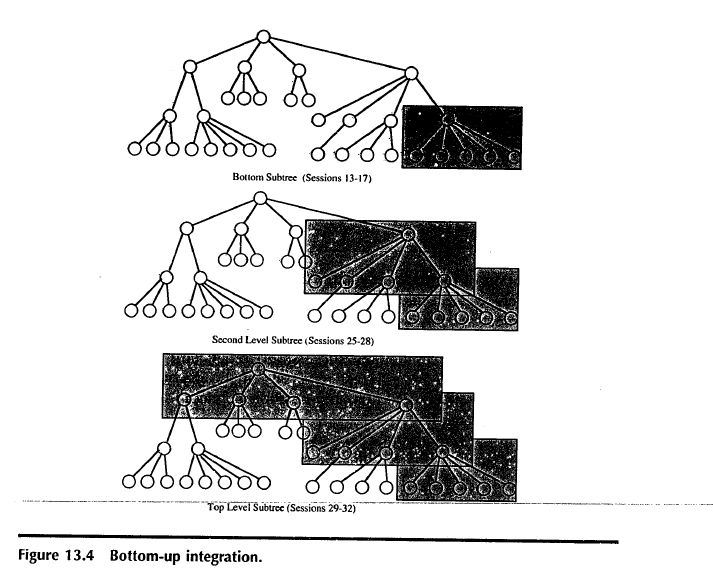 Bottom Subtree (Sessions 13-17)
Second Level Subtree (Sessions 25-28)
Top Level Subtree (Sessions 29-32)
Figure 13.4 Bottom-up integration.